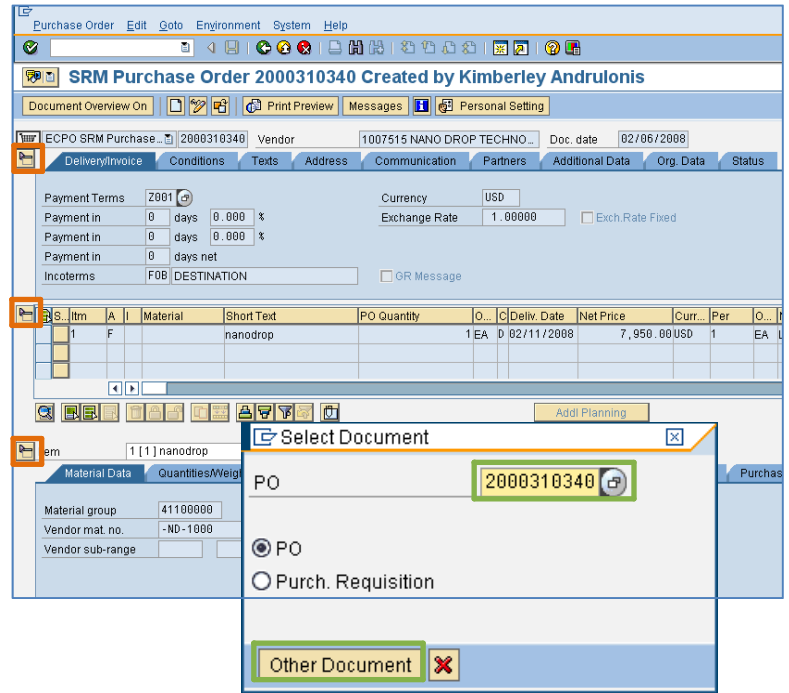 Purchase Order Edit Goto Environment System Help
SRM Purchase Order 2000310340 Created by Kimberley Andrulonis
Document Overview On Print Preview Messages Personal Setting
ECPO SRM Purchase... 2000310340 Vendor 1007515 NANO DROP TECHNO... Doc. date 02/06/2008
Delivery/Invoice Conditions Texts Address Communication Partners Additional Data Org. Data Status
Payment Terms Z001 Currency USD
Payment in 0 days 0.000 % Exchange Rate 1.00000 Exch.Rate Fixed
Payment in 0 days 0.000 %
Payment in 0 days net
Incoterms FOB DESTINATION GR Message
S... Itm A I Material Short Text PO Quantity O... C Deliv. Date Net Price Curr... Per O...
1 F nanodrop 1 EA D 02/11/2008 7,950.00 USD 1 EA
Addl Planning
em 1 [ 1 ] nanodrop
Material Data Quantities/Weigh Purchas
Material group 41100000
Vendor mat. no. -ND-1000
Vendor sub-range
Select Document
PO 2000310340
PO
Purch. Requisition
Other Document